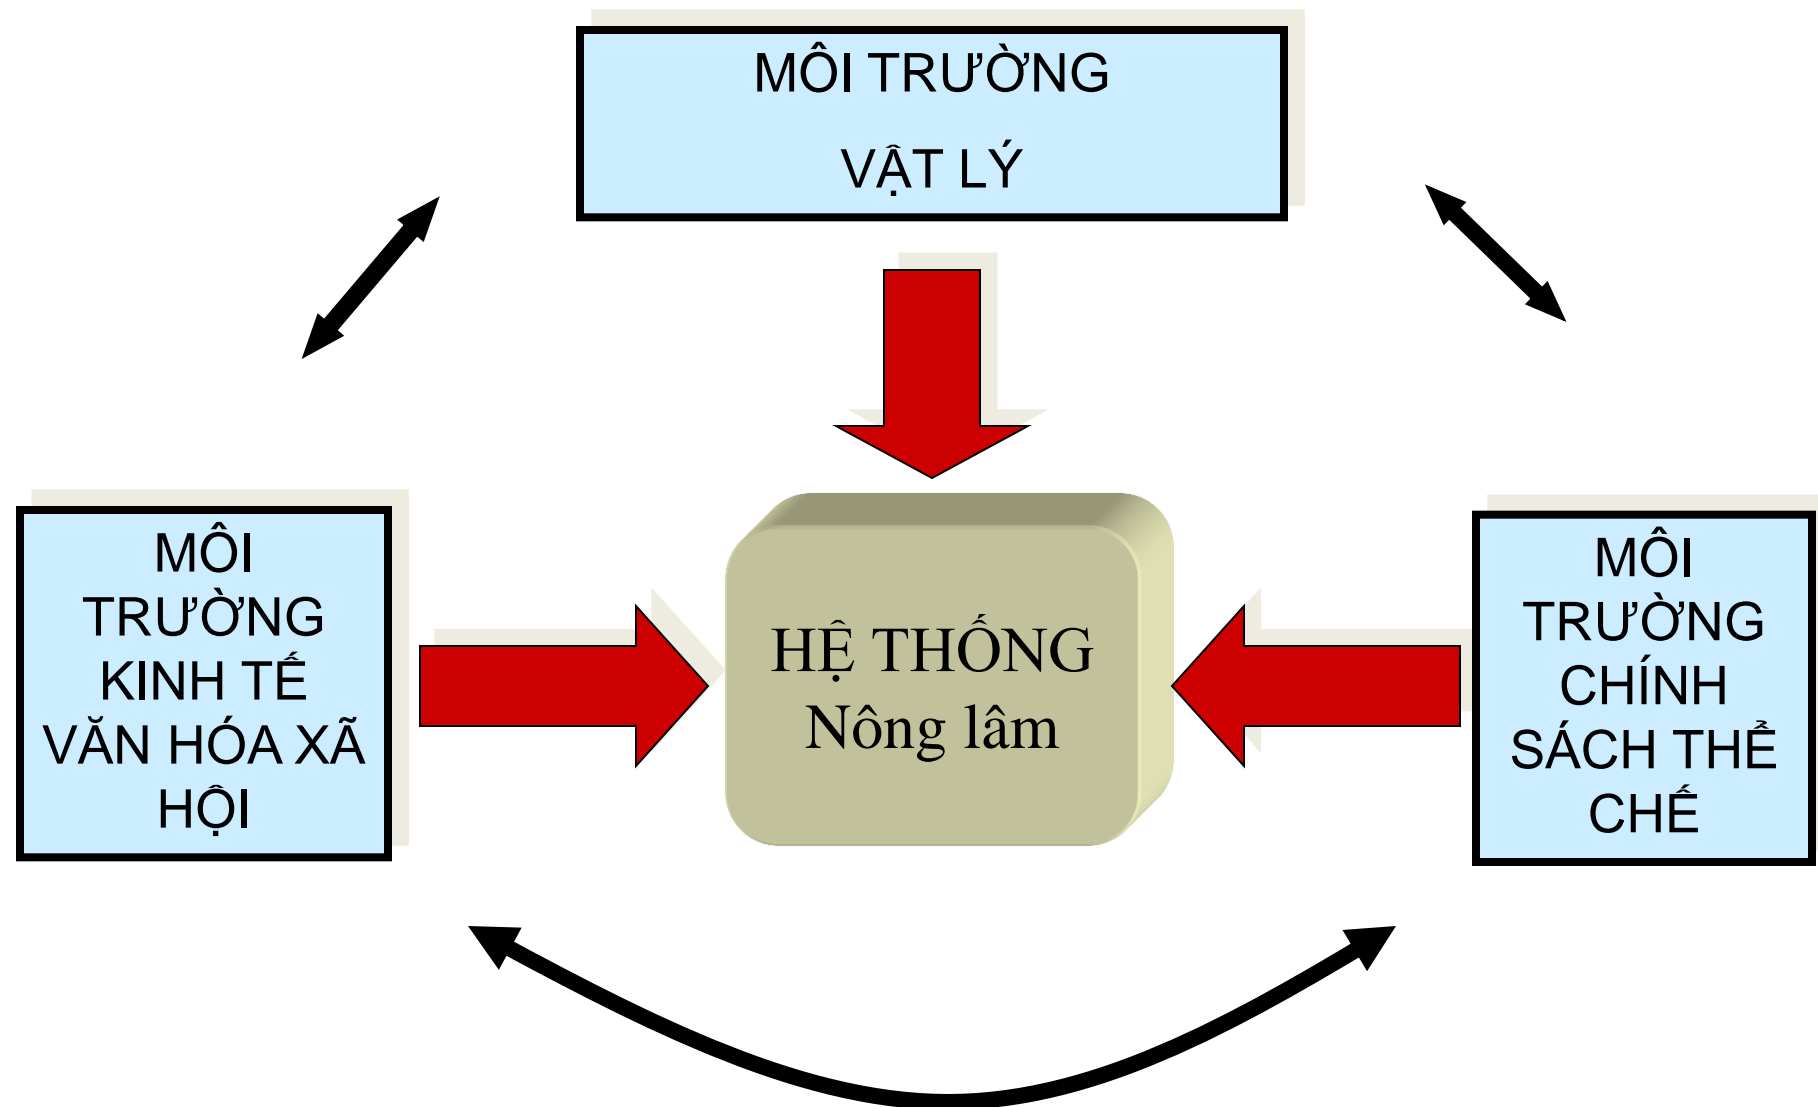 MÔI TRƯỜNG
VẬT LÝ
MÔI
TRƯỜNG
KINH TẾ
VĂN HÓA XÃ
HỘI
HỆ THỐNG
Nông lâm
MÔI
TRƯỜNG
CHÍNH
SÁCH THỂ
CHẾ